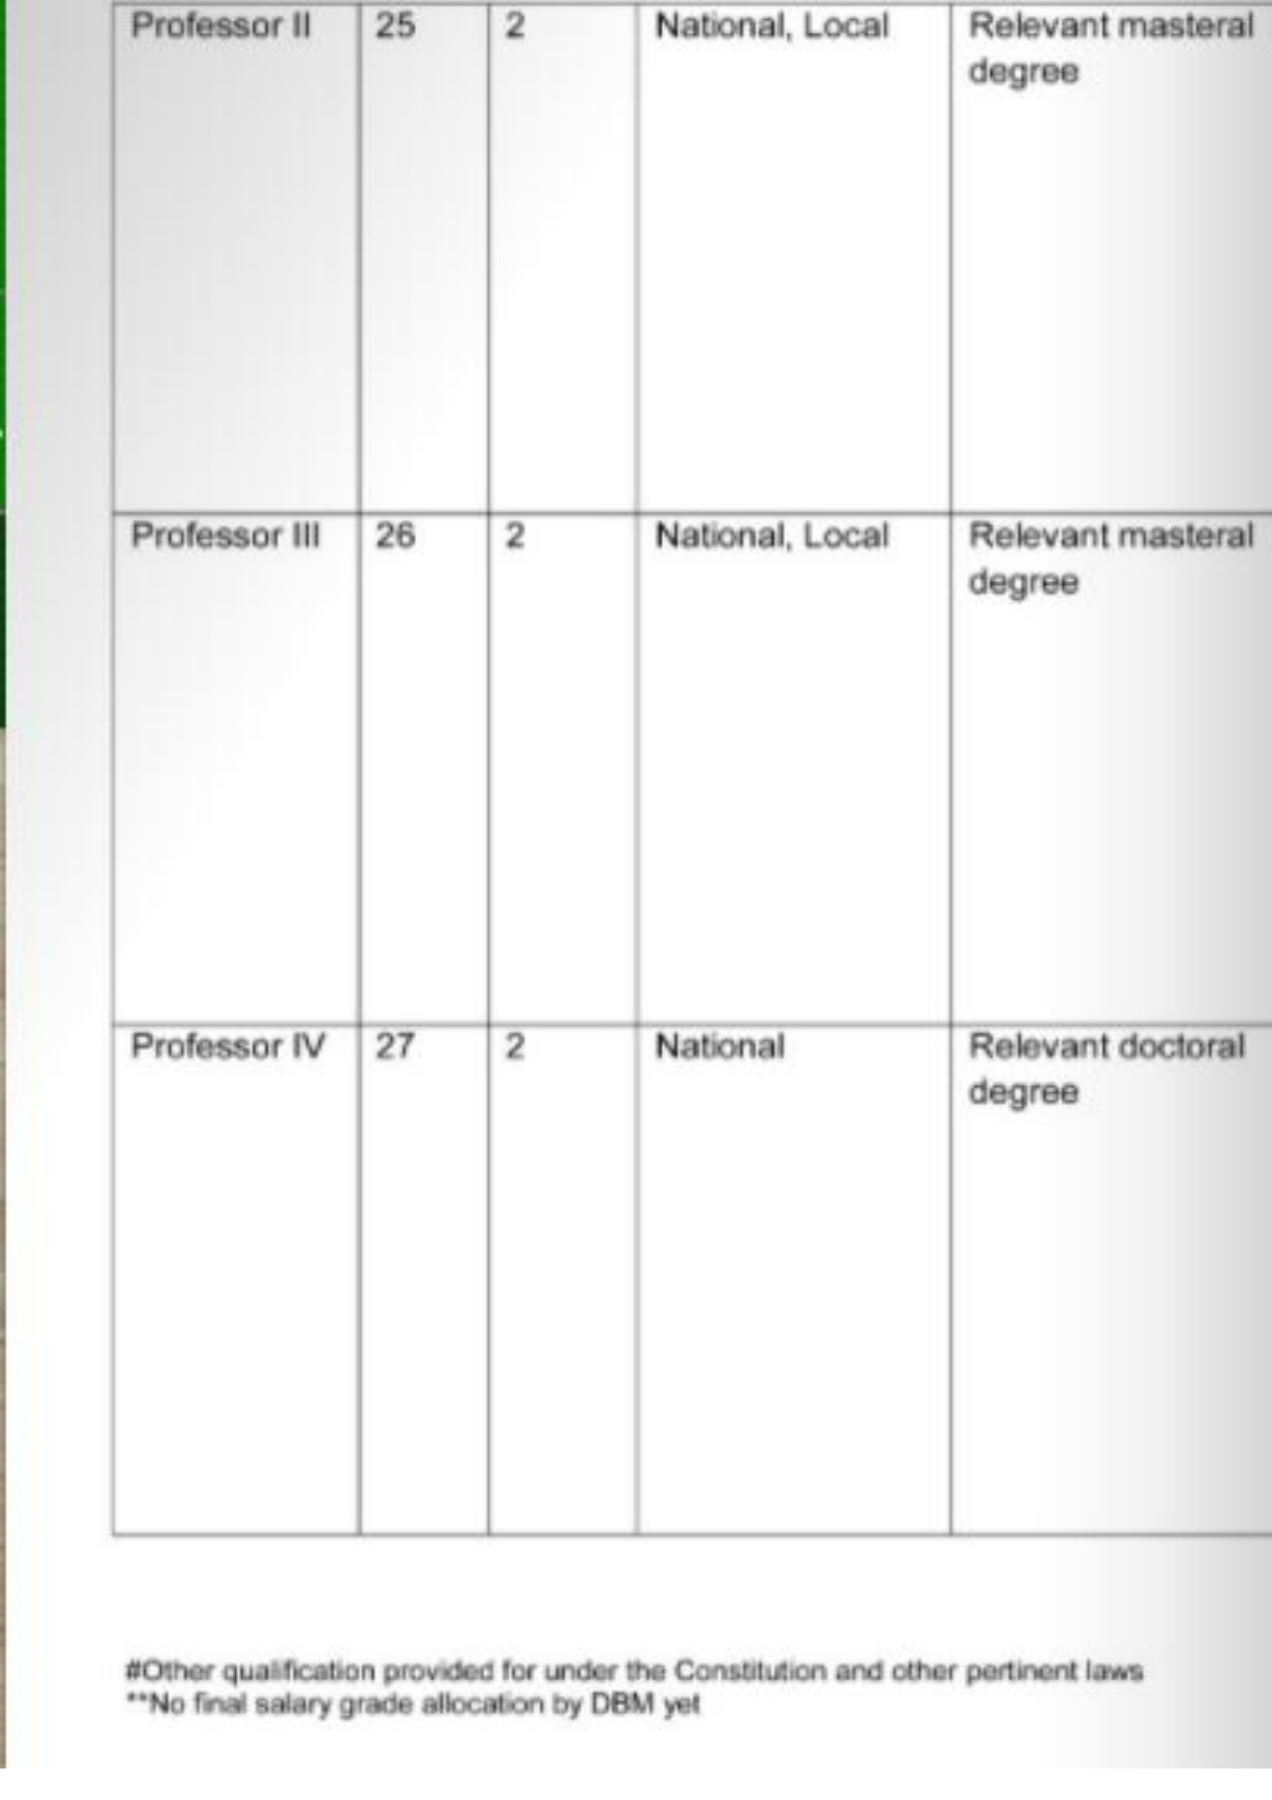 Professor II 25 2 National, Local Relevant masteral
degree
Professor III 26 2 National, Local Relevant masteral
degree
Professor IV 27 2 National Relevant doctoral
degree
#Other qualification provided for under the Constitution and other pertinent laws
**No final salary grade allocation by DBM yet